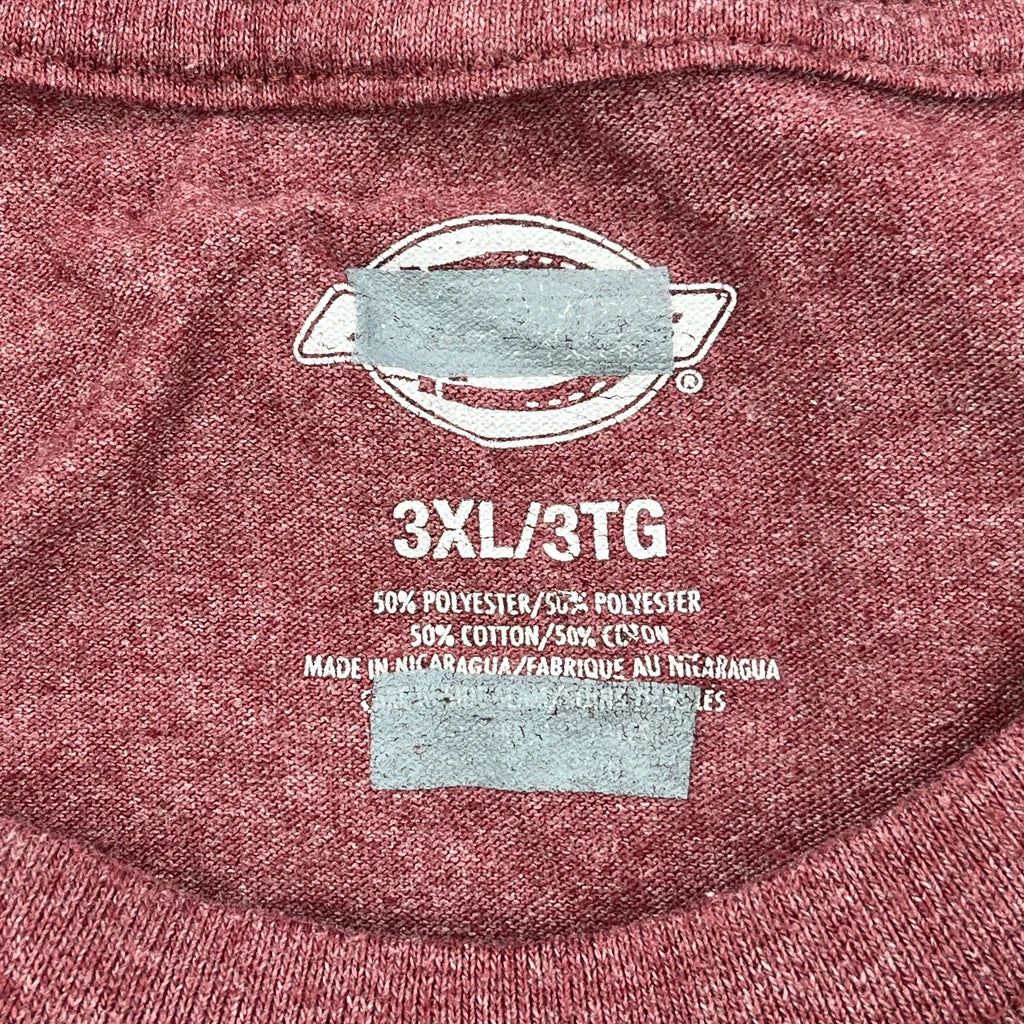 ®
3XL/3TG
50% POLYESTER/50% POLYESTER
50% COTTON/50% COTON
MADE IN NICARAGUA/FABRIQUE AU NICARAGUA